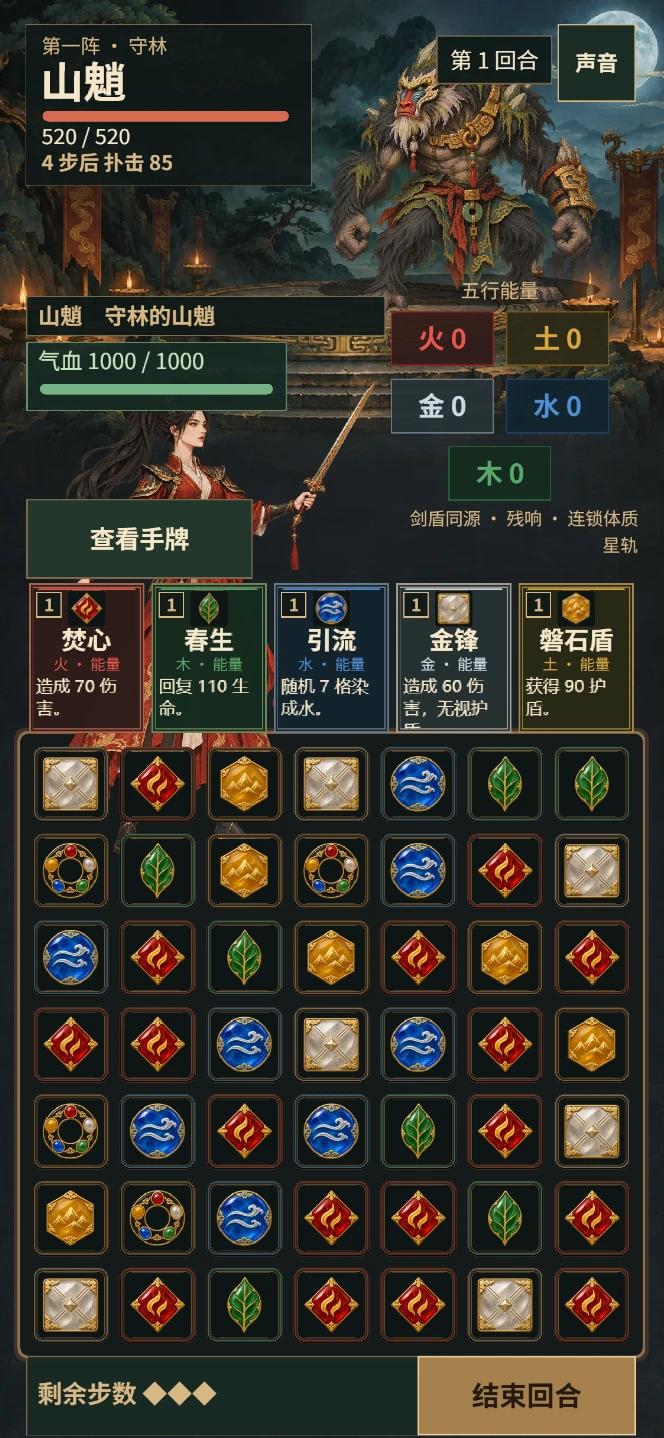 第一阵 · 守林
山魈
520 / 520
4 步后 扑击 85
第 1 回合
声音
五行能量
山魈 守林的山魈
气血 1000 / 1000
火 0
土 0
金 0
水 0
木 0
剑盾同源 · 残响 · 连锁体质
星轨
查看手牌
1
焚心
火 · 能量
造成 70 伤
害。
1
春生
木 · 能量
回复 110 生
命。
1
引流
水 · 能量
随机 7 格染
成水。
1
金锋
金 · 能量
造成 60 伤
害，无视护
1
磐石盾
土 · 能量
获得 90 护
盾。
剩余步数
结束回合